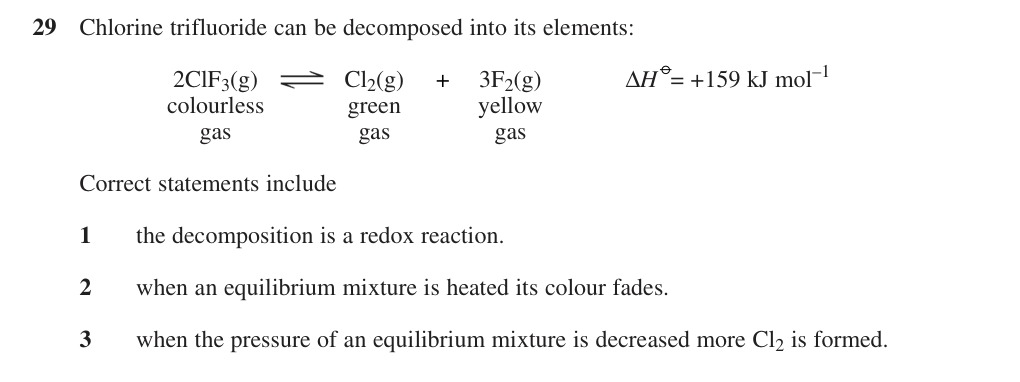 29 Chlorine trifluoride can be decomposed into its elements:
2ClF₃(g) ⇌ Cl₂(g) + 3F₂(g) ΔH⦵= +159 kJ mol⁻¹
colourless green yellow
gas gas gas
Correct statements include
1 the decomposition is a redox reaction.
2 when an equilibrium mixture is heated its colour fades.
3 when the pressure of an equilibrium mixture is decreased more Cl₂ is formed.